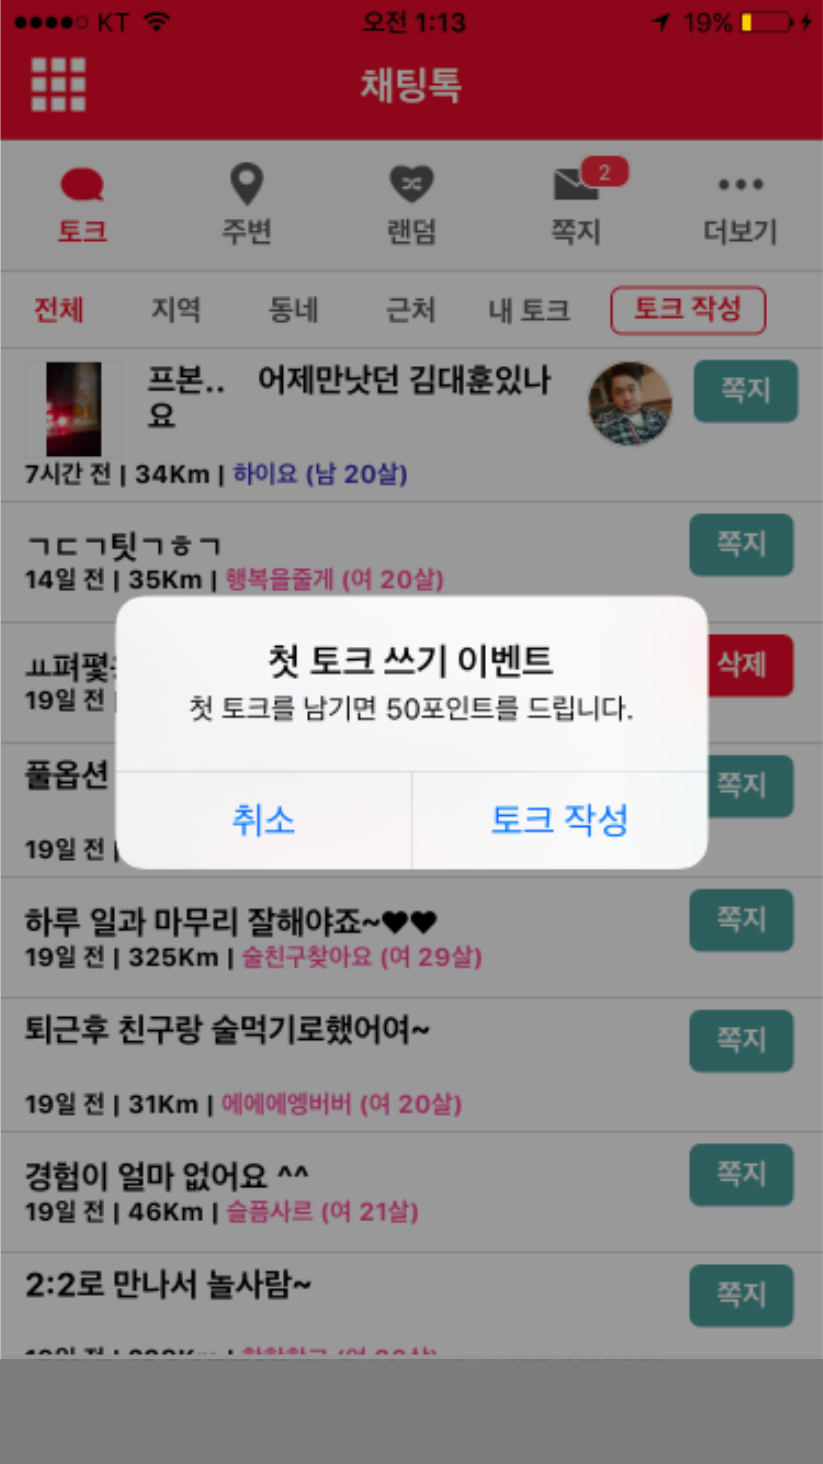 KT 오전 1:13 19%
채팅톡
2
토크 주변 랜덤 쪽지 더보기
전체 지역 동네 근처 내 토크 토크 작성
프본.. 어제만낫던 김대훈있나
요
쪽지
7시간 전 | 34Km | 하이요 (남 20살)
ㄱㄷㄱ팃ㄱㅎㄱ
쪽지
14일 전 | 35Km | 행복을줄게 (여 20살)
삭제
19일 전 |
첫 토크 쓰기 이벤트
첫 토크를 남기면 50포인트를 드립니다.
취소 토크 작성
풀옵션
쪽지
19일 전 |
하루 일과 마무리 잘해야죠~♥♥
쪽지
19일 전 | 325Km | 술친구찾아요 (여 29살)
퇴근후 친구랑 술먹기로했어여~
쪽지
19일 전 | 31Km | 에에에엥버버 (여 20살)
경험이 얼마 없어요 ^^
쪽지
19일 전 | 46Km | 슬픔사르 (여 21살)
2:2로 만나서 놀사람~
쪽지